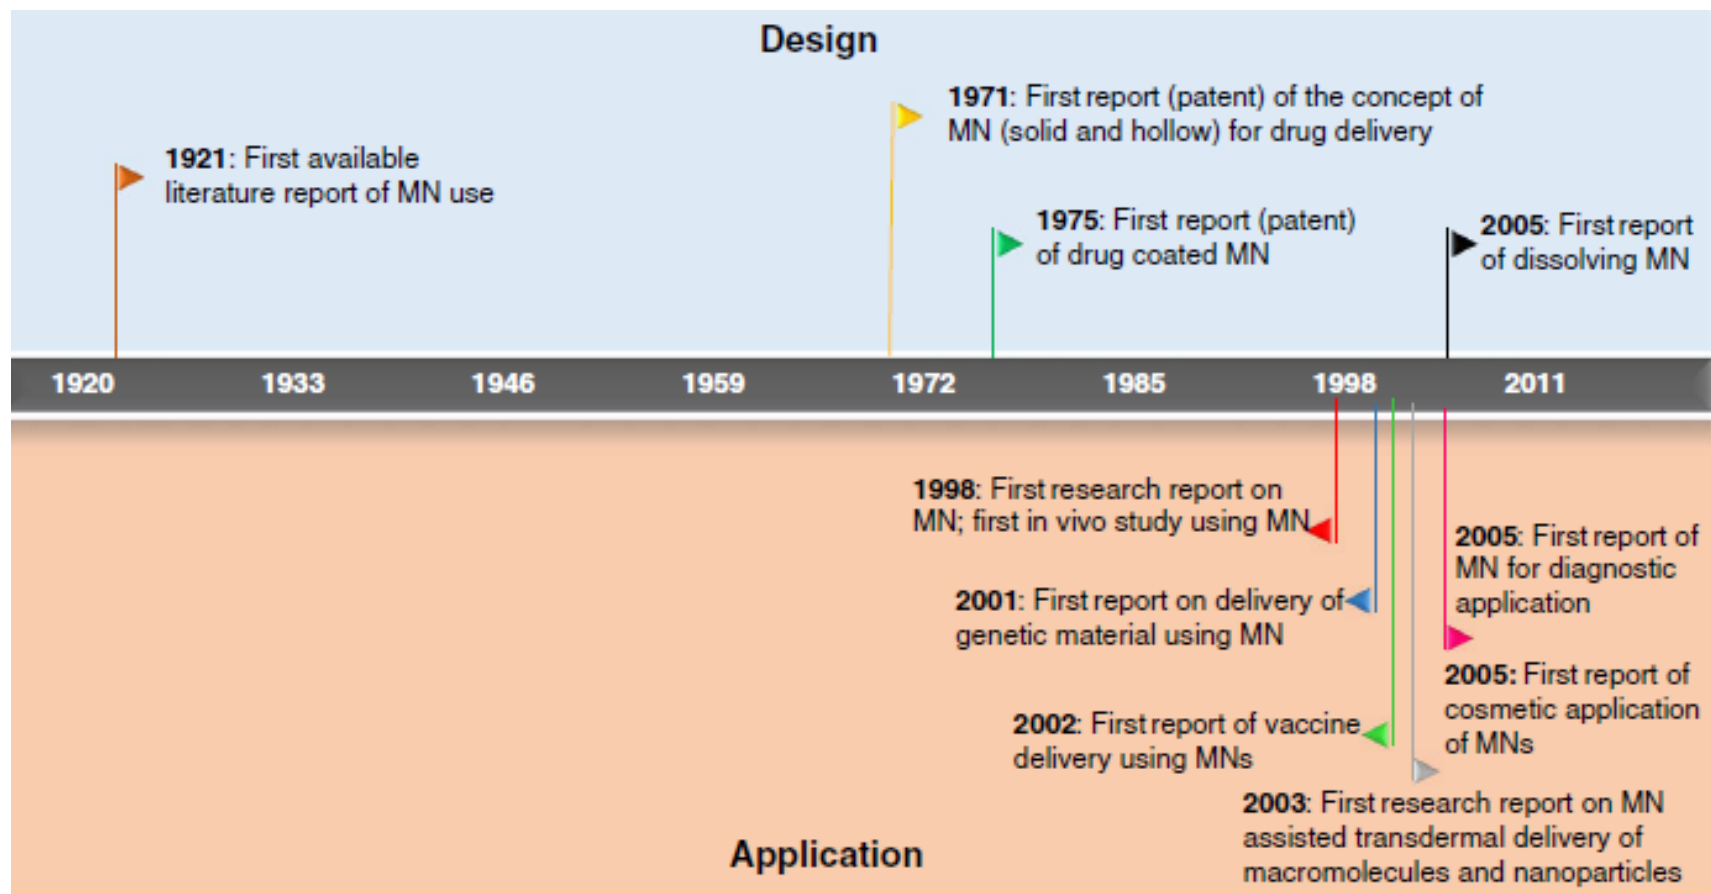 Design
1971: First report (patent) of the concept of
MN (solid and hollow) for drug delivery
1921: First available
literature report of MN use
1975: First report (patent)
of drug coated MN
2005: First report
of dissolving MN
1920 1933 1946 1959 1972 1985 1998 2011
1998: First research report on
MN; first in vivo study using MN
2005: First report of
MN for diagnostic
application
2001: First report on delivery of
genetic material using MN
2005: First report of
cosmetic application
of MNs
2002: First report of vaccine
delivery using MNs
2003: First research report on MN
assisted transdermal delivery of
macromolecules and nanoparticles
Application